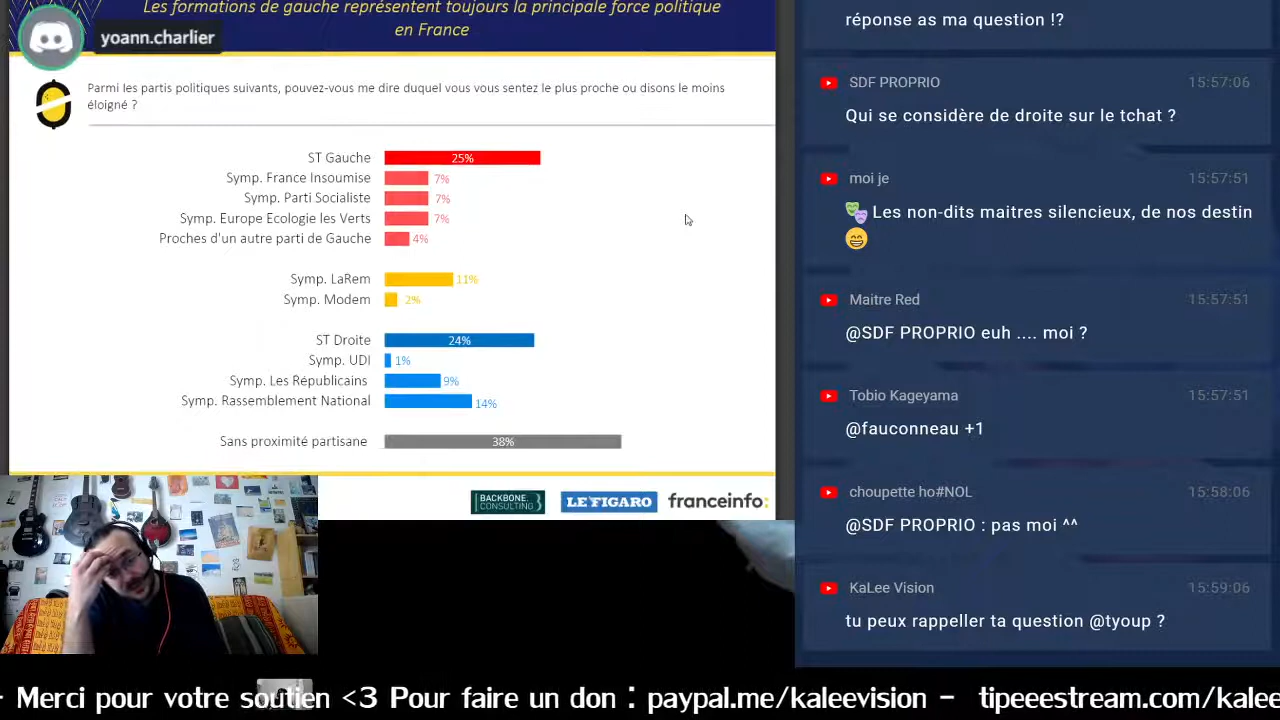 Les formations de gauche représentent toujours la principale force politique
en France
yoann.charlier
Parmi les partis politiques suivants, pouvez-vous me dire duquel vous vous sentez le plus proche ou disons le moins
éloigné ?
ST Gauche 25%
Symp. France Insoumise 7%
Symp. Parti Socialiste 7%
Symp. Europe Ecologie les Verts 7%
Proches d'un autre parti de Gauche 4%
Symp. LaRem 11%
Symp. Modem 2%
ST Droite 24%
Symp. UDI 1%
Symp. Les Républicains 9%
Symp. Rassemblement National 14%
Sans proximité partisane 38%
BACKBONE.
CONSULTING
LE FIGARO
franceinfo:
réponse as ma question !?
SDF PROPRIO 15:57:06
Qui se considère de droite sur le tchat ?
moi je 15:57:51
Les non-dits maitres silencieux, de nos destin
Maitre Red 15:57:51
@SDF PROPRIO euh .... moi ?
Tobio Kageyama 15:57:51
@fauconneau +1
choupette ho#NOL 15:58:06
@SDF PROPRIO : pas moi ^^
KaLee Vision 15:59:06
tu peux rappeller ta question @tyoup ?
- Merci pour votre soutien <3 Pour faire un don : paypal.me/kaleevision - tipeeestream.com/kalee